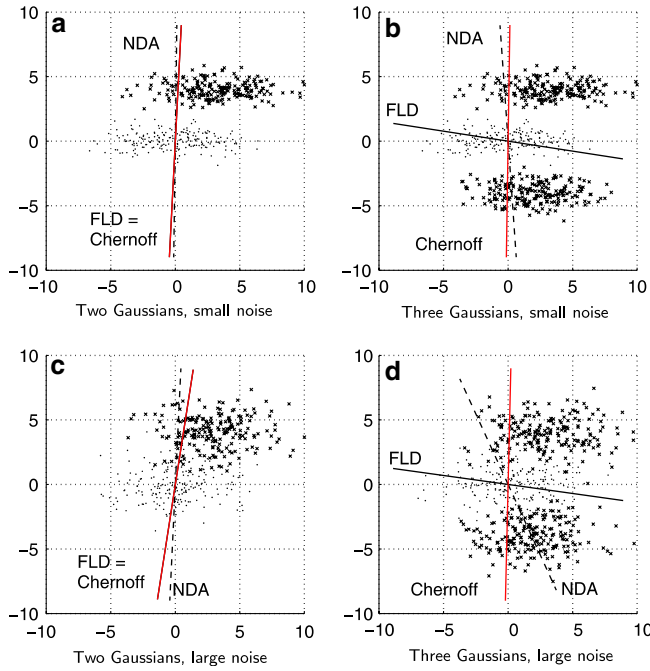 a
NDA
FLD =
Chernoff
10
5
0
−5
−10
−10
−5
0
5
10
Two Gaussians, small noise
b
NDA
FLD
Chernoff
10
5
0
−5
−10
−10
−5
0
5
10
Three Gaussians, small noise
c
FLD =
Chernoff
NDA
10
5
0
−5
−10
−10
−5
0
5
10
Two Gaussians, large noise
d
FLD
Chernoff
NDA
10
5
0
−5
−10
−10
−5
0
5
10
Three Gaussians, large noise